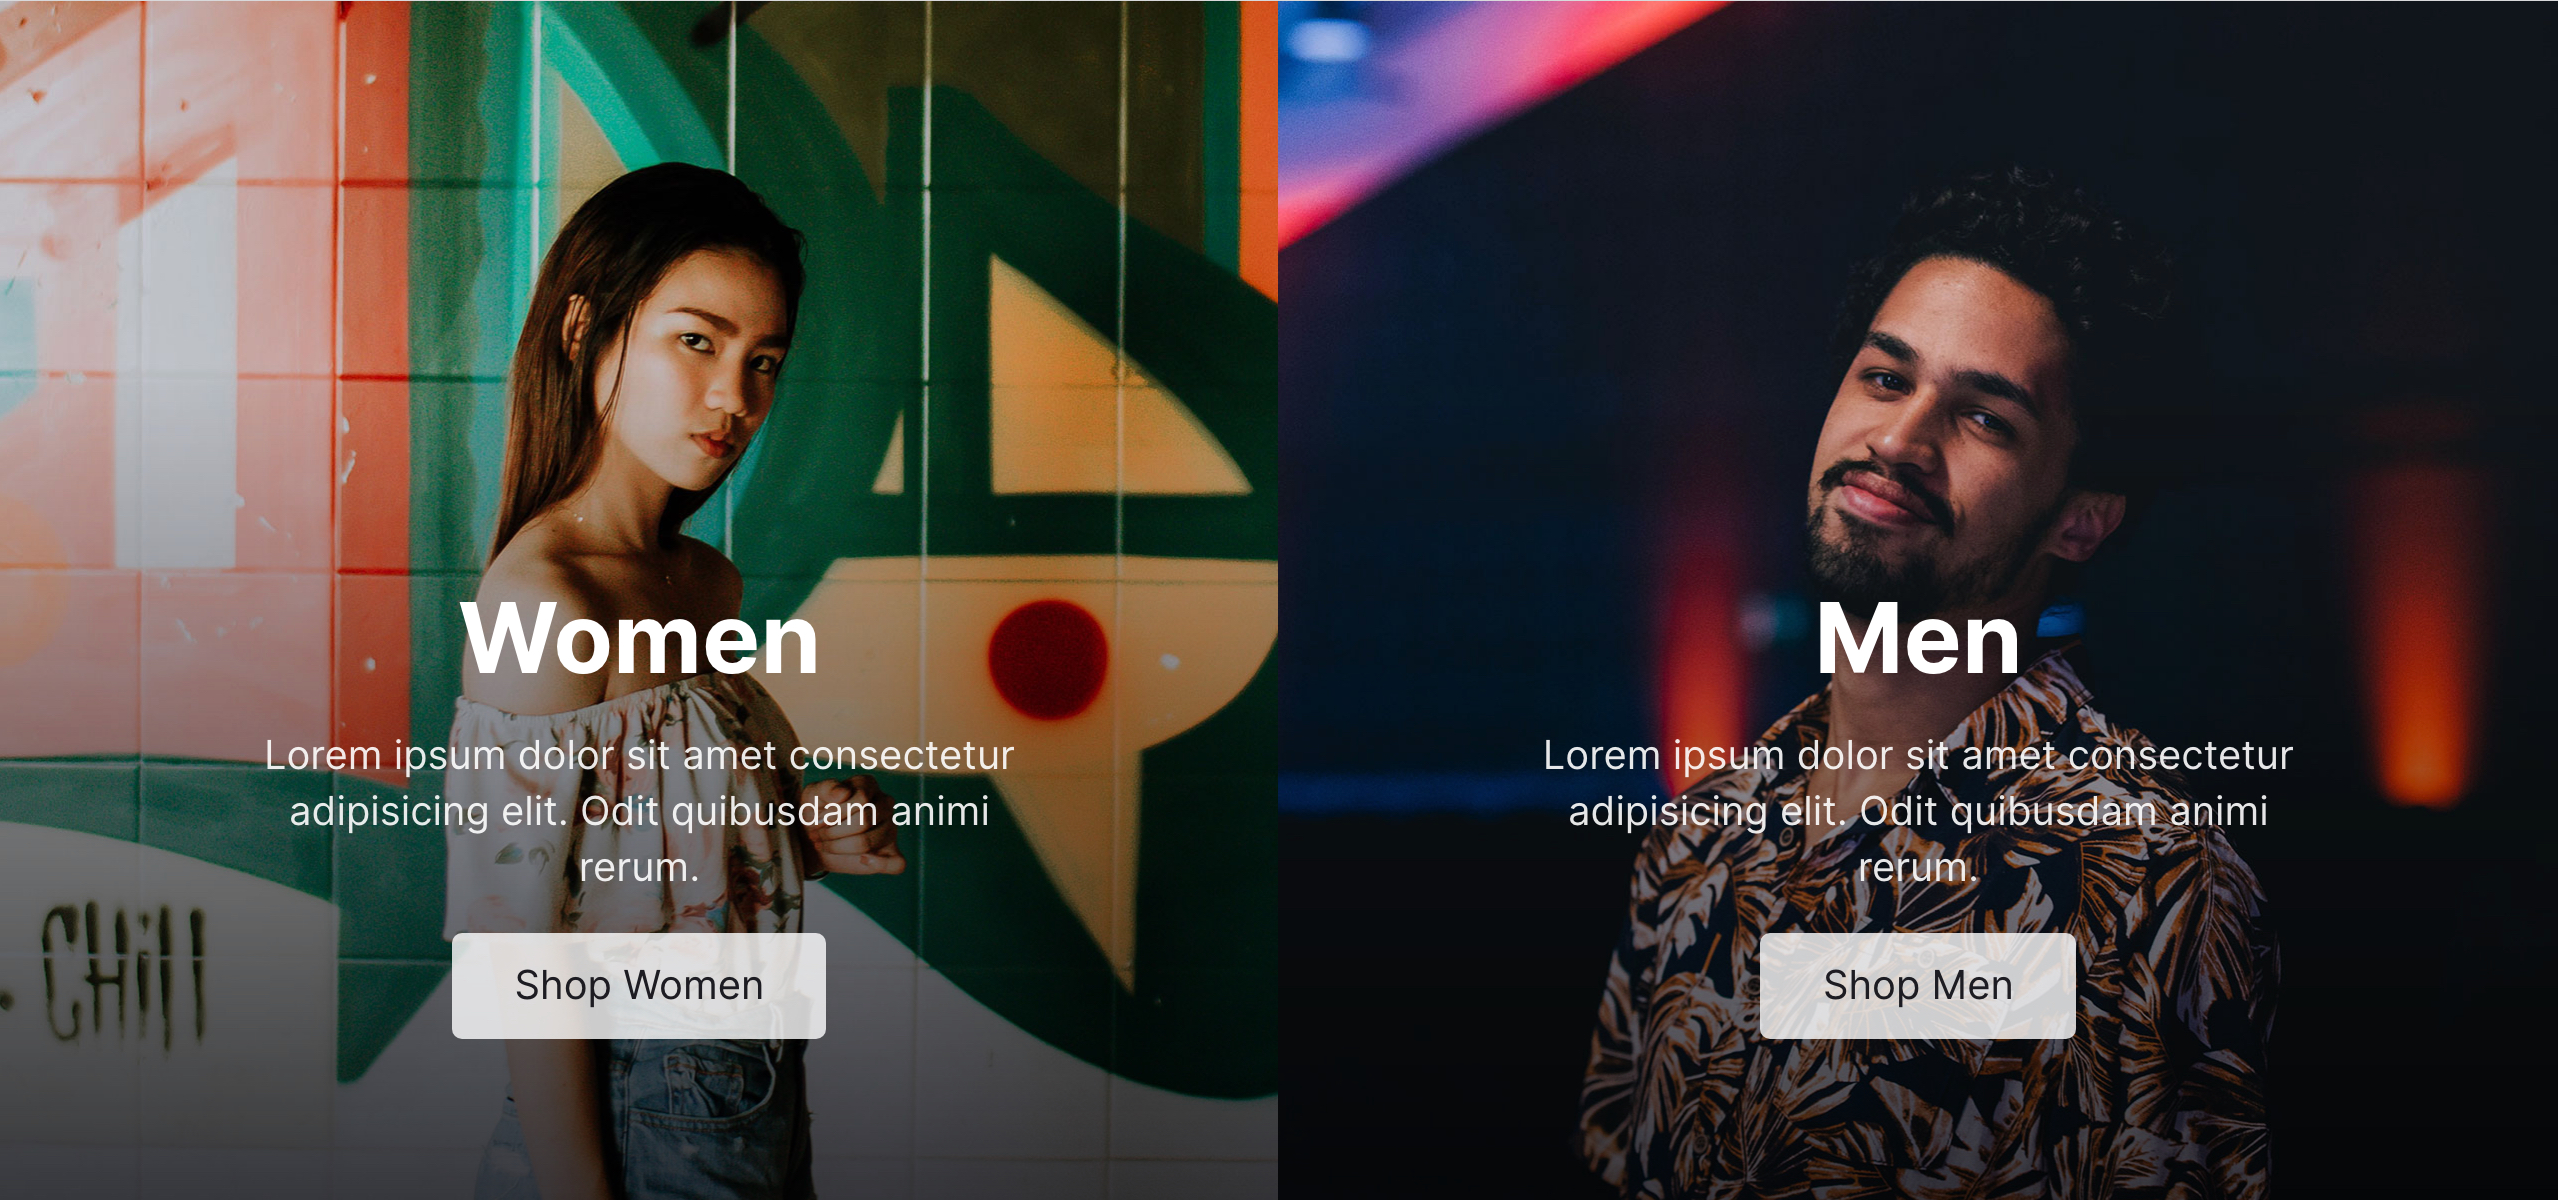 Women
Lorem ipsum dolor sit amet consectetur
adipisicing elit. Odit quibusdam animi
rerum.
Shop Women
CHill
Men
Lorem ipsum dolor sit amet consectetur
adipisicing elit. Odit quibusdam animi
rerum.
Shop Men